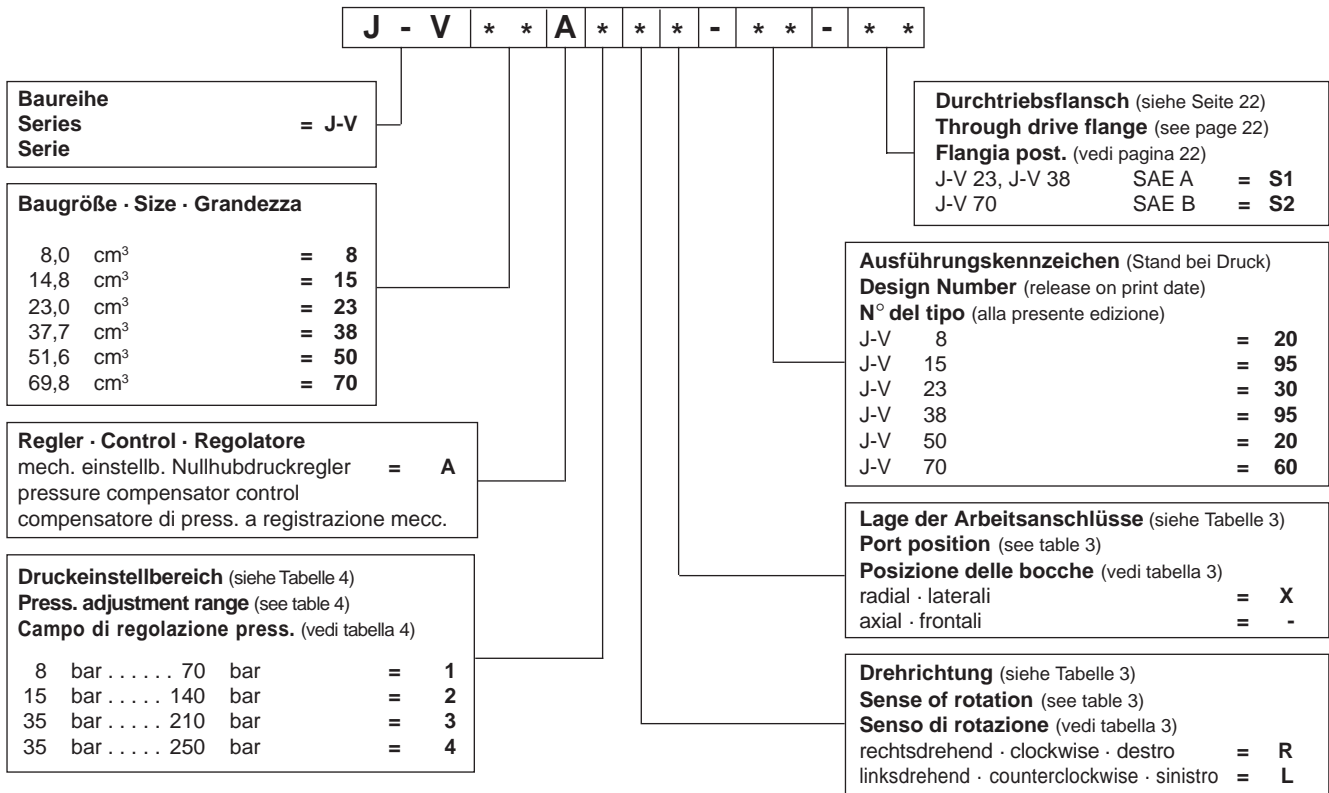 J - V * * A * * * - * * - * *
Baureihe
Series = J-V
Serie
Baugröße · Size · Grandezza
8,0 cm³ = 8
14,8 cm³ = 15
23,0 cm³ = 23
37,7 cm³ = 38
51,6 cm³ = 50
69,8 cm³ = 70
Regler · Control · Regolatore
mech. einstellb. Nullhubdruckregler = A
pressure compensator control
compensatore di press. a registrazione mecc.
Druckeinstellbereich (siehe Tabelle 4)
Press. adjustment range (see table 4)
Campo di regolazione press. (vedi tabella 4)
8 bar . . . . . . 70 bar = 1
15 bar . . . . . 140 bar = 2
35 bar . . . . . 210 bar = 3
35 bar . . . . . 250 bar = 4
Durchtriebsflansch (siehe Seite 22)
Through drive flange (see page 22)
Flangia post. (vedi pagina 22)
J-V 23, J-V 38 SAE A = S1
J-V 70 SAE B = S2
Ausführungskennzeichen (Stand bei Druck)
Design Number (release on print date)
N° del tipo (alla presente edizione)
J-V 8 = 20
J-V 15 = 95
J-V 23 = 30
J-V 38 = 95
J-V 50 = 20
J-V 70 = 60
Lage der Arbeitsanschlüsse (siehe Tabelle 3)
Port position (see table 3)
Posizione delle bocche (vedi tabella 3)
radial · laterali = X
axial · frontali = -
Drehrichtung (siehe Tabelle 3)
Sense of rotation (see table 3)
Senso di rotazione (vedi tabella 3)
rechtsdrehend · clockwise · destro = R
linksdrehend · counterclockwise · sinistro = L